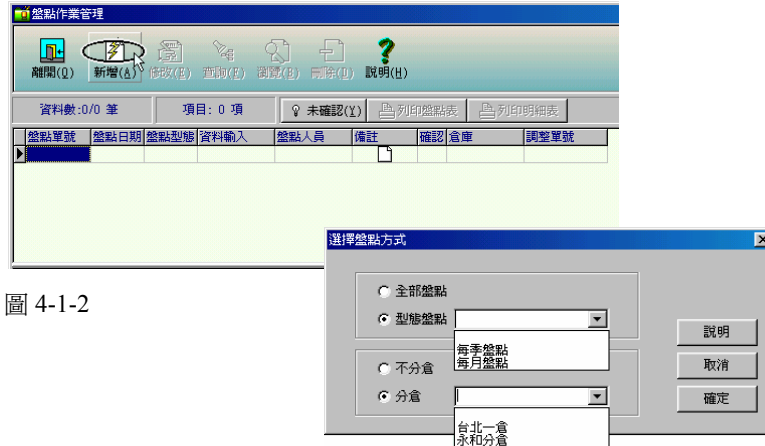 盤點作業管理
離開(Q) 新增(A) 修改(E) 查詢(F) 瀏覽(B) 刪除(D) 說明(H)
資料數:0/0 筆 項目: 0 項 未確認(Y) 列印盤點表 列印明細表
盤點單號 盤點日期 盤點型態 資料輸入 盤點人員 備註 確認 倉庫 調整單號
選擇盤點方式
全部盤點
型態盤點
每季盤點
每月盤點
不分倉
分倉
台北一倉
永和分倉
說明
取消
確定
圖 4-1-2